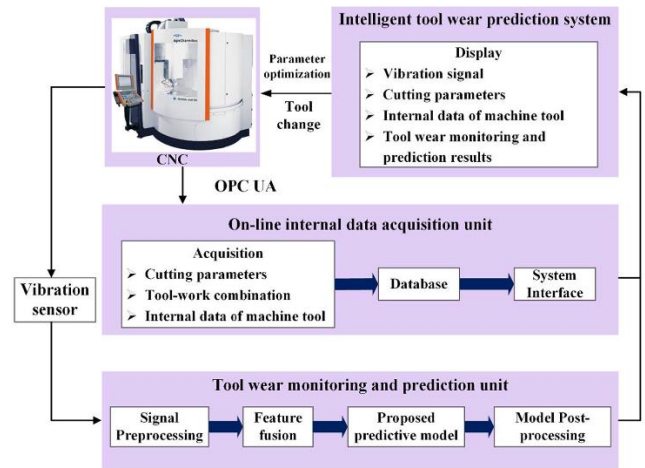 Intelligent tool wear prediction system
Display
➢ Vibration signal
➢ Cutting parameters
➢ Internal data of machine tool
➢ Tool wear monitoring and
prediction results
Parameter
optimization
Tool
change
CNC
OPC UA
On-line internal data acquisition unit
Acquisition
➢ Cutting parameters
➢ Tool-work combination
➢ Internal data of machine tool
Database
System
Interface
Vibration
sensor
Tool wear monitoring and prediction unit
Signal
Preprocessing
Feature
fusion
Proposed
predictive model
Model Post-
processing